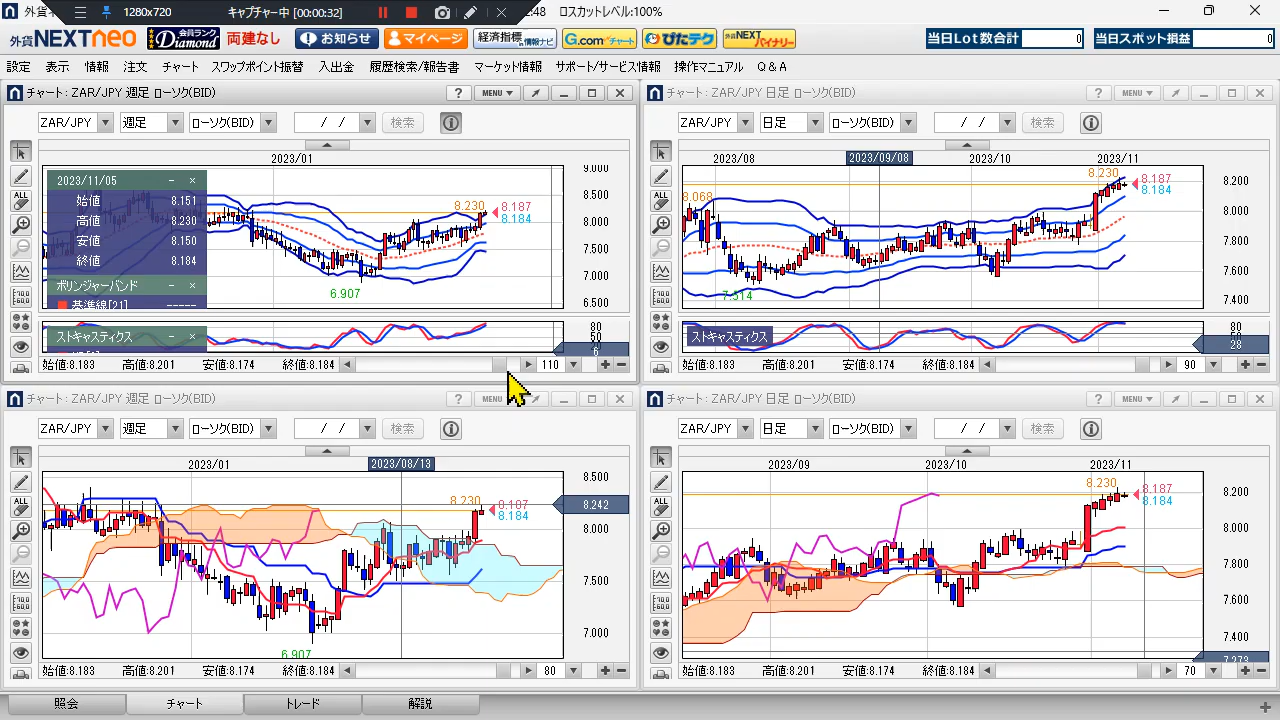 外貨 1280x720 キャプチャー中 [00:00:32] :48 ロスカットレベル:100%
外貨NEXTneo 会員ランク Diamond 両建なし お知らせ マイページ 経済指標 情報ナビ G.comチャート ぴたテク 外貨NEXTバイナリー 当日Lot数合計 0 当日スポット損益 0
設定 表示 情報 注文 チャート スワップポイント振替 入出金 履歴検索/報告書 マーケット情報 サポート/サービス情報 操作マニュアル Q&A
チャート: ZAR/JPY 週足 ローソク(BID) ? MENU
ZAR/JPY 週足 ローソク(BID) / / 検索
2023/01
2023/11/05
始値 8.151
高値 8.230
安値 8.150
終値 8.184
ボリンジャーバンド
基準線[21] -----
ストキャスティクス
8.230
8.187
8.184
6.907
9.000
8.500
8.000
7.500
7.000
6.500
80
50
6
始値:8.183 高値:8.201 安値:8.174 終値:8.184 110
チャート: ZAR/JPY 日足 ローソク(BID) ? MENU
ZAR/JPY 日足 ローソク(BID) / / 検索
2023/08 2023/09/08 2023/10 2023/11
8.068
8.230
8.187
8.184
7.514
8.200
8.000
7.800
7.600
7.400
ストキャスティクス
80
28
始値:8.183 高値:8.201 安値:8.174 終値:8.184 90
チャート: ZAR/JPY 週足 ローソク(BID) ? MENU
ZAR/JPY 週足 ローソク(BID) / / 検索
2023/01 2023/08/13
8.230
8.187
8.184
6.907
8.500
8.242
8.000
7.500
7.000
始値:8.183 高値:8.201 安値:8.174 終値:8.184 80
チャート: ZAR/JPY 日足 ローソク(BID) ? MENU
ZAR/JPY 日足 ローソク(BID) / / 検索
2023/09 2023/10 2023/11
8.230
8.187
8.184
8.200
8.000
7.800
7.600
7.400
7.273
始値:8.183 高値:8.201 安値:8.174 終値:8.184 70
照会 チャート トレード 解説